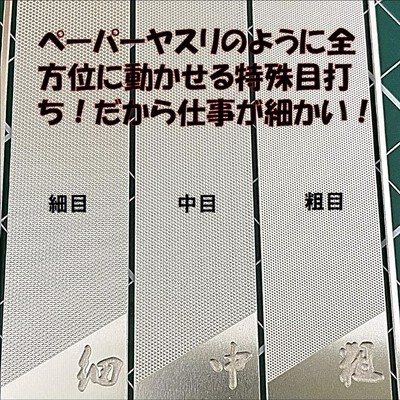 ペーパーヤスリのように全
方位に動かせる特殊目打
ち!だから仕事が細かい!
細目
中目
粗目
細
中
粗